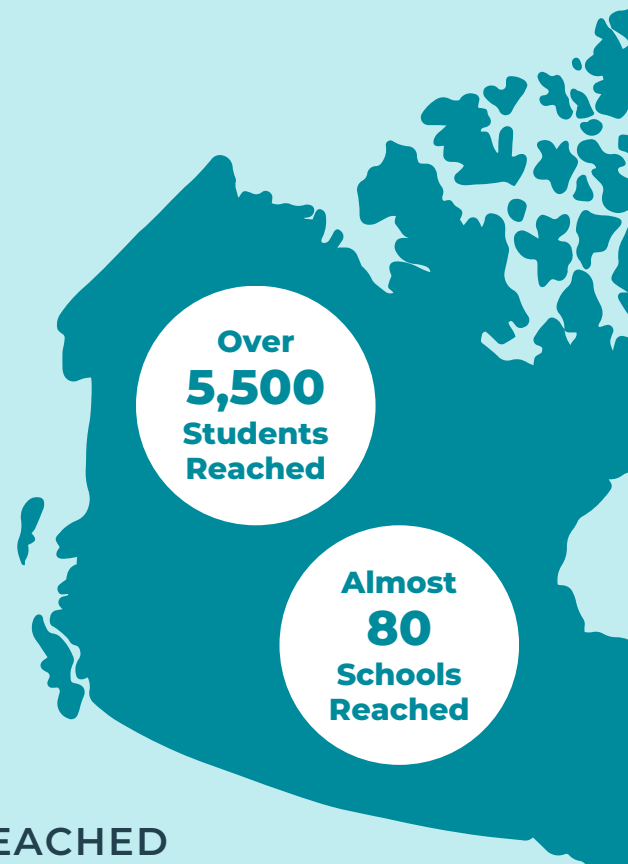 Over
5,500
Students
Reached
Almost
80
Schools
Reached
EACHED